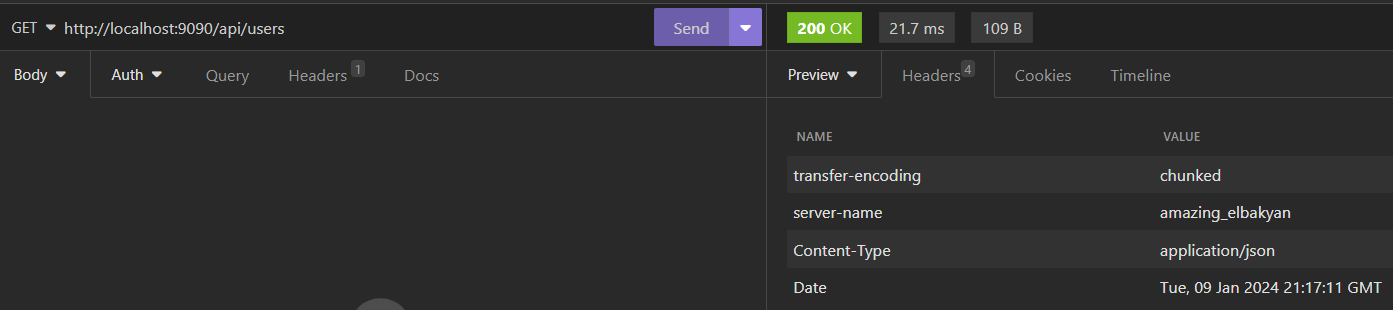 GET http://localhost:9090/api/users Send 200 OK 21.7 ms 109 B
Body Auth Query Headers 1 Docs Preview Headers 4 Cookies Timeline
NAME VALUE
transfer-encoding chunked
server-name amazing_elbakyan
Content-Type application/json
Date Tue, 09 Jan 2024 21:17:11 GMT